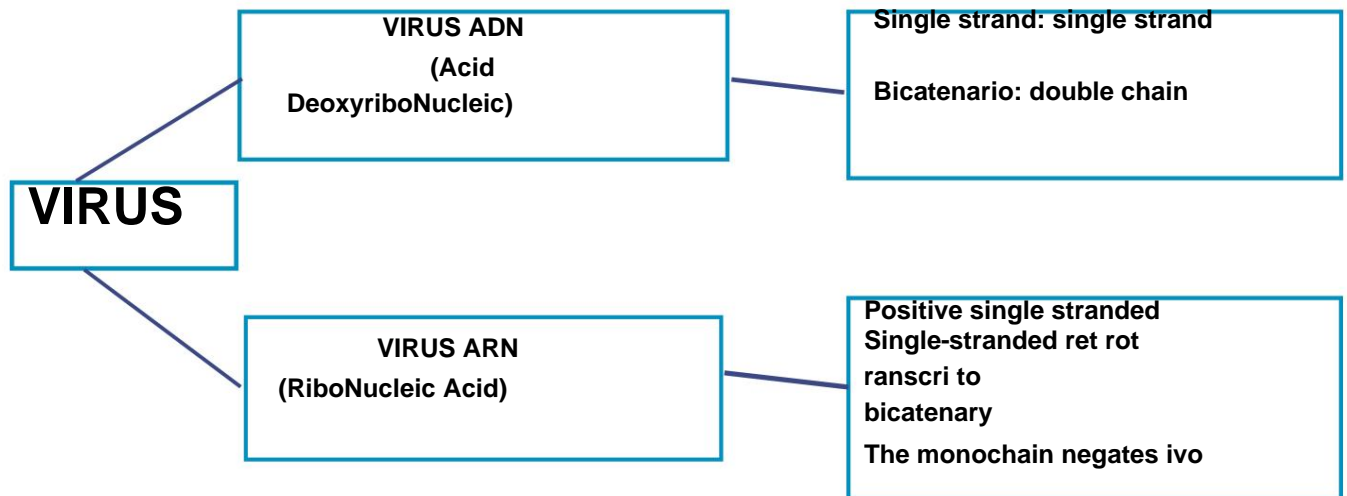 VIRUS
VIRUS ADN
(Acid
DeoxyriboNucleic)
Single strand: single strand
Bicatenario: double chain
VIRUS ARN
(RiboNucleic Acid)
Positive single stranded
Single-stranded ret rot
ranscri to
bicatenary
The monochain negates ivo